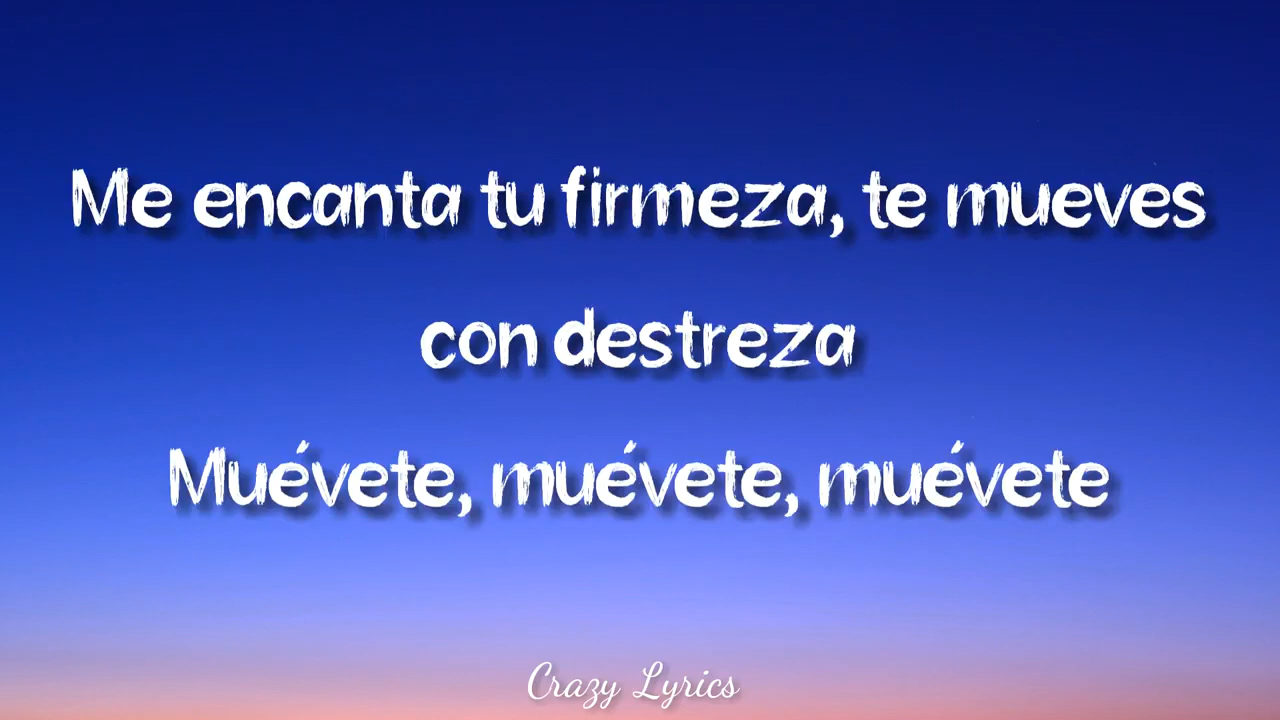 Me encanta tu firmeza, te mueves
con destreza
Muévete, muévete, muévete
Crazy Lyrics